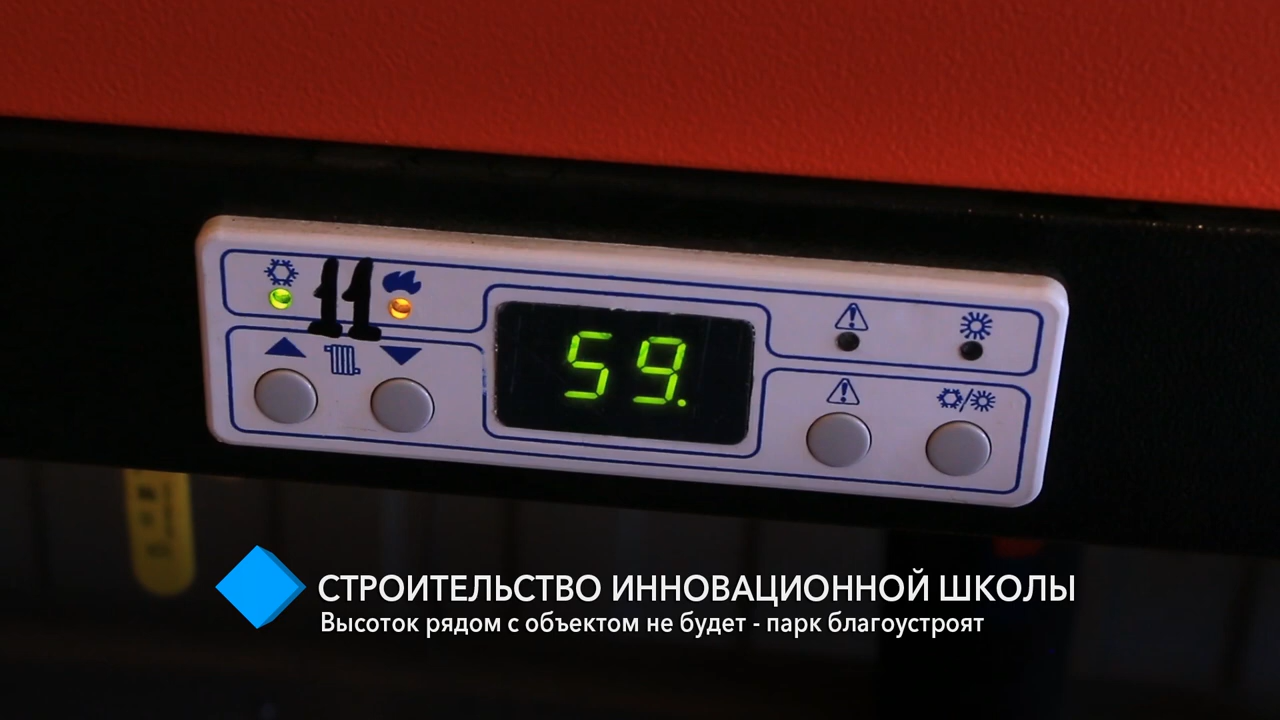 11
59.
СТРОИТЕЛЬСТВО ИННОВАЦИОННОЙ ШКОЛЫ
Высоток рядом с объектом не будет - парк благоустроят